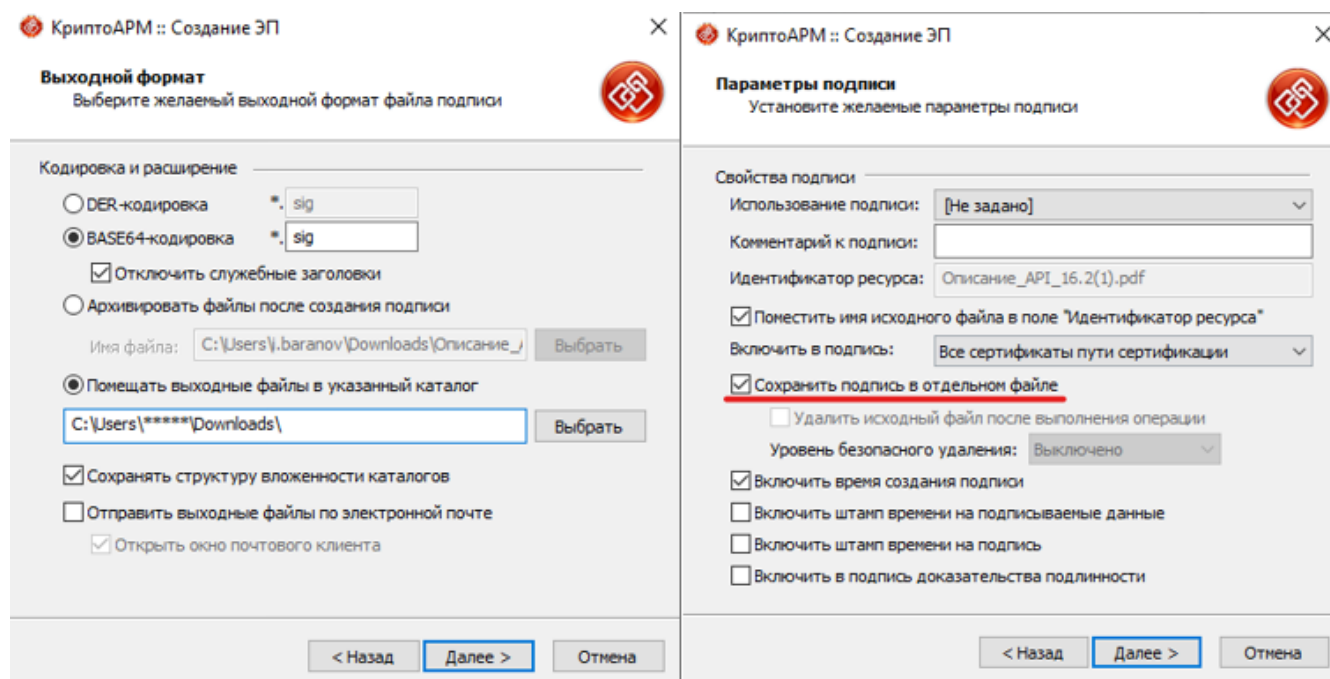 КриптоАРМ :: Создание ЭП
Выходной формат
Выберите желаемый выходной формат файла подписи
Кодировка и расширение
DER-кодировка *. sig
BASE64-кодировка *. sig
Отключить служебные заголовки
Архивировать файлы после создания подписи
Имя файла: C:\Users\i.baranov\Downloads\Описание_ Выбрать
Помещать выходные файлы в указанный каталог
C:\Users\*****\Downloads\ Выбрать
Сохранять структуру вложенности каталогов
Отправить выходные файлы по электронной почте
Открыть окно почтового клиента
< Назад Далее > Отмена
КриптоАРМ :: Создание ЭП
Параметры подписи
Установите желаемые параметры подписи
Свойства подписи
Использование подписи: [Не задано]
Комментарий к подписи:
Идентификатор ресурса: Описание_API_16.2(1).pdf
Поместить имя исходного файла в поле "Идентификатор ресурса"
Включить в подпись: Все сертификаты пути сертификации
Сохранить подпись в отдельном файле
Удалить исходный файл после выполнения операции
Уровень безопасного удаления: Выключено
Включить время создания подписи
Включить штамп времени на подписываемые данные
Включить штамп времени на подпись
Включить в подпись доказательства подлинности
< Назад Далее > Отмена